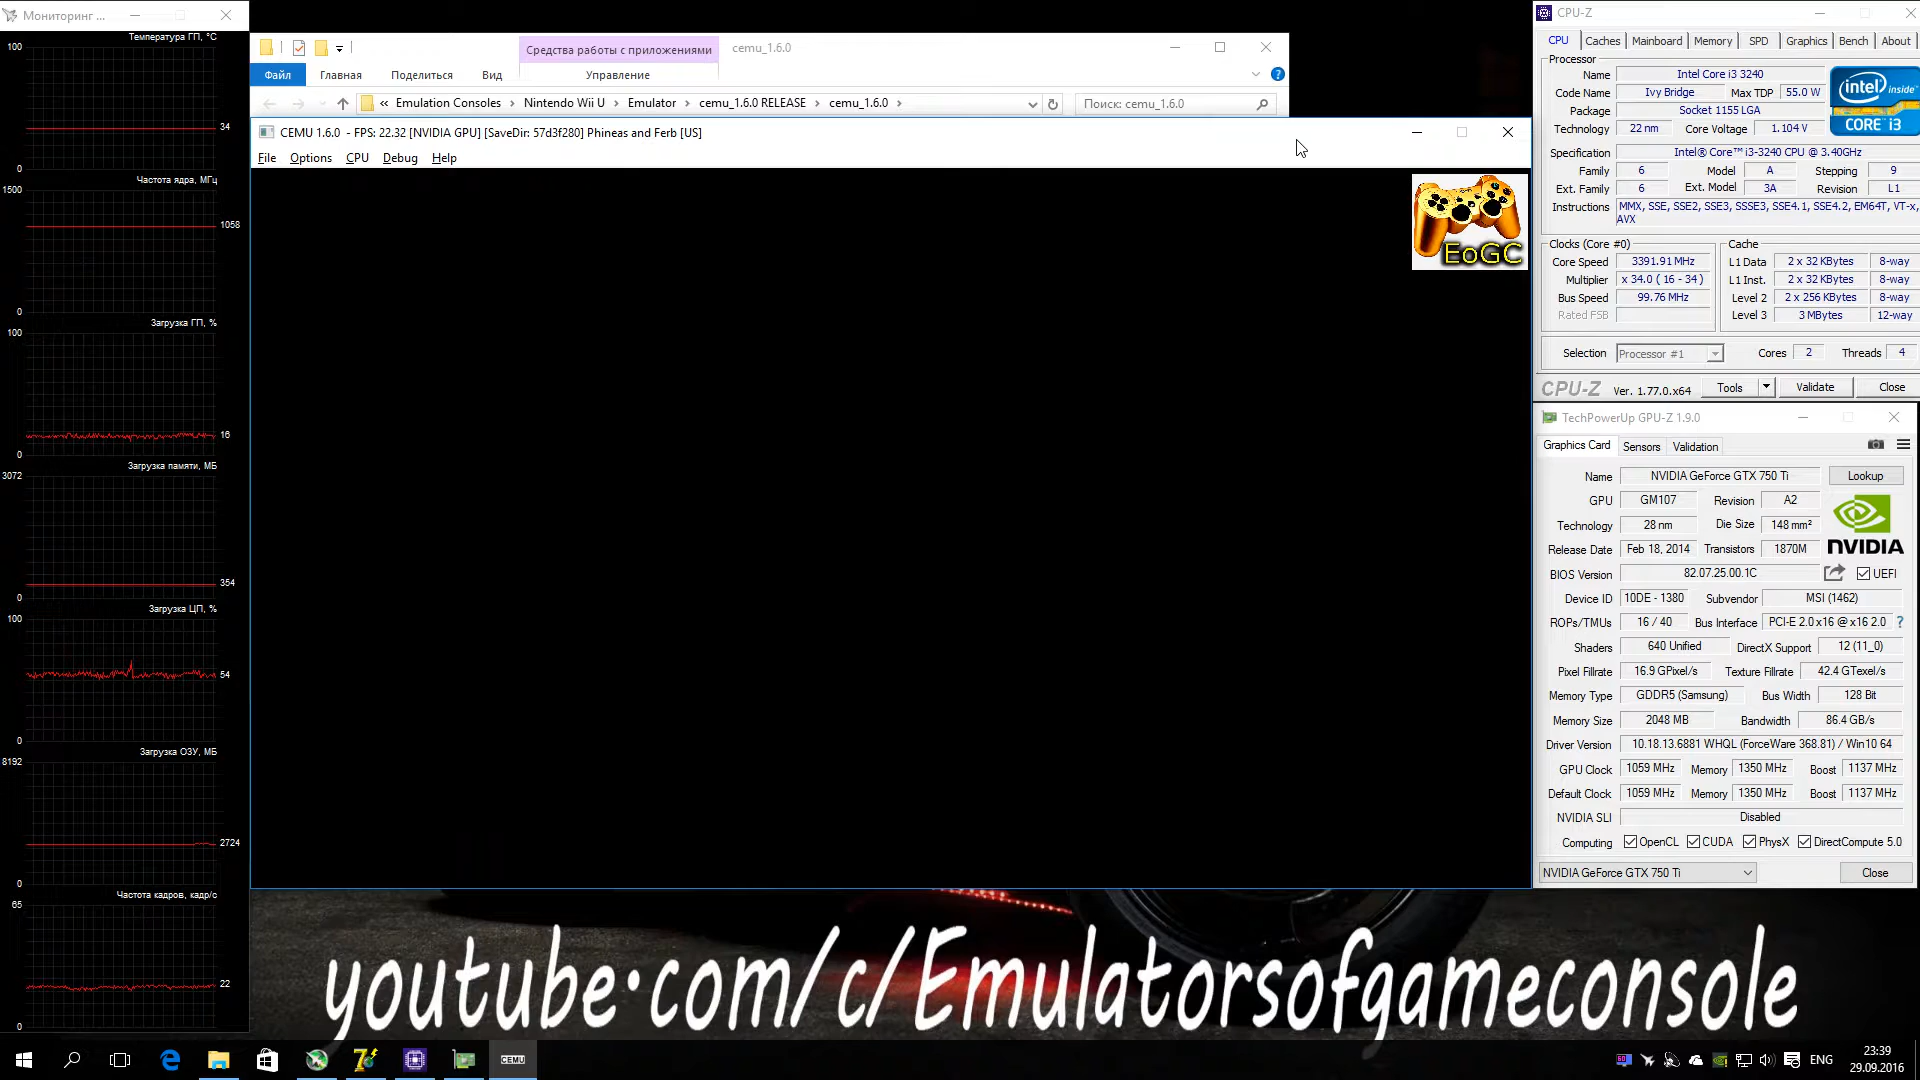 Мониторинг ...
Температура ГП, °C
100
34
0
Частота ядра, МГц
1500
1058
0
Загрузка ГП, %
100
16
0
Загрузка памяти, МБ
3072
354
0
Загрузка ЦП, %
100
54
0
Загрузка ОЗУ, МБ
8192
2724
0
Частота кадров, кадр/с
65
22
0
Средства работы с приложениями
cemu_1.6.0
Файл
Главная
Поделиться
Вид
Управление
« Emulation Consoles > Nintendo Wii U > Emulator > cemu_1.6.0 RELEASE > cemu_1.6.0 >
Поиск: cemu_1.6.0
CEMU 1.6.0 - FPS: 22.32 [NVIDIA GPU] [SaveDir: 57d3f280] Phineas and Ferb [US]
File Options CPU Debug Help
EoGC
CPU-Z
CPU Caches Mainboard Memory SPD Graphics Bench About
Processor
Name Intel Core i3 3240
Code Name Ivy Bridge Max TDP 55.0 W
Package Socket 1155 LGA
Technology 22 nm Core Voltage 1.104 V
intel inside
CORE i3
Specification Intel® Core™ i3-3240 CPU @ 3.40GHz
Family 6 Model A Stepping 9
Ext. Family 6 Ext. Model 3A Revision L1
Instructions MMX, SSE, SSE2, SSE3, SSSE3, SSE4.1, SSE4.2, EM64T, VT-x,
AVX
Clocks (Core #0)
Core Speed 3391.91 MHz
Multiplier x 34.0 ( 16 - 34 )
Bus Speed 99.76 MHz
Rated FSB
Cache
L1 Data 2 x 32 KBytes 8-way
L1 Inst. 2 x 32 KBytes 8-way
Level 2 2 x 256 KBytes 8-way
Level 3 3 MBytes 12-way
Selection Processor #1 Cores 2 Threads 4
CPU-Z Ver. 1.77.0.x64 Tools Validate Close
TechPowerUp GPU-Z 1.9.0
Graphics Card Sensors Validation
Name NVIDIA GeForce GTX 750 Ti Lookup
GPU GM107 Revision A2
Technology 28 nm Die Size 148 mm²
Release Date Feb 18, 2014 Transistors 1870M
NVIDIA
BIOS Version 82.07.25.00.1C UEFI
Device ID 10DE - 1380 Subvendor MSI (1462)
ROPs/TMUs 16 / 40 Bus Interface PCI-E 2.0 x16 @ x16 2.0 ?
Shaders 640 Unified DirectX Support 12 (11_0)
Pixel Fillrate 16.9 GPixel/s Texture Fillrate 42.4 GTexel/s
Memory Type GDDR5 (Samsung) Bus Width 128 Bit
Memory Size 2048 MB Bandwidth 86.4 GB/s
Driver Version 10.18.13.6881 WHQL (ForceWare 368.81) / Win10 64
GPU Clock 1059 MHz Memory 1350 MHz Boost 1137 MHz
Default Clock 1059 MHz Memory 1350 MHz Boost 1137 MHz
NVIDIA SLI Disabled
Computing OpenCL CUDA PhysX DirectCompute 5.0
NVIDIA GeForce GTX 750 Ti Close
youtube.com/c/Emulatorsofgameconsole
CEMU
ENG
23:39
29.09.2016